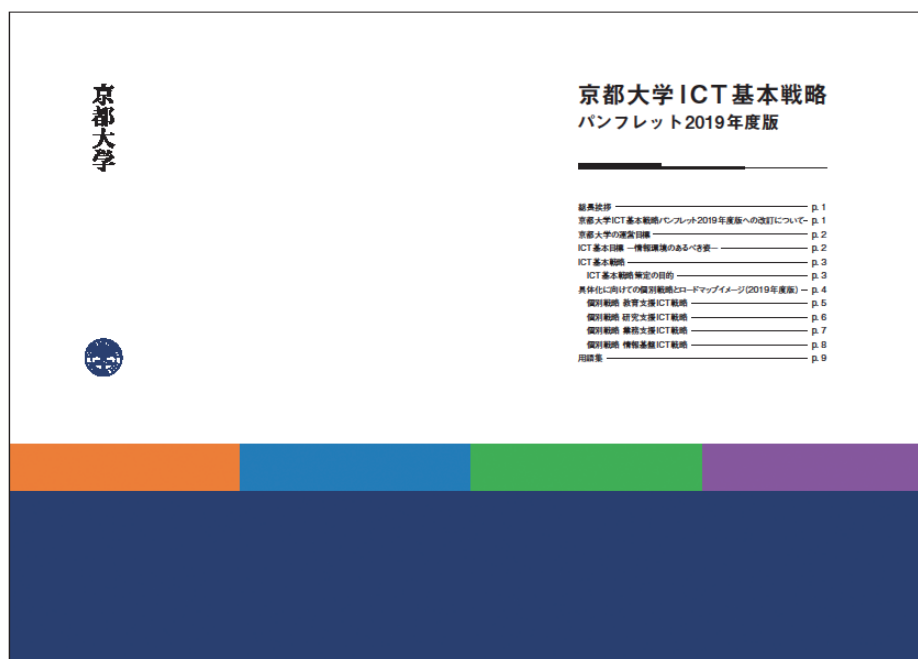 京都大学
京都大学ICT基本戦略
パンフレット2019年度版
総長挨拶 p. 1
京都大学ICT基本戦略パンフレット2019年度版への改訂について p. 1
京都大学の運営目標 p. 2
ICT基本目標 ―情報環境のあるべき姿― p. 2
ICT基本戦略 p. 3
ICT基本戦略策定の目的 p. 3
具体化に向けての個別戦略とロードマップイメージ(2019年度版) p. 4
個別戦略 教育支援ICT戦略 p. 5
個別戦略 研究支援ICT戦略 p. 6
個別戦略 業務支援ICT戦略 p. 7
個別戦略 情報基盤ICT戦略 p. 8
用語集 p. 9